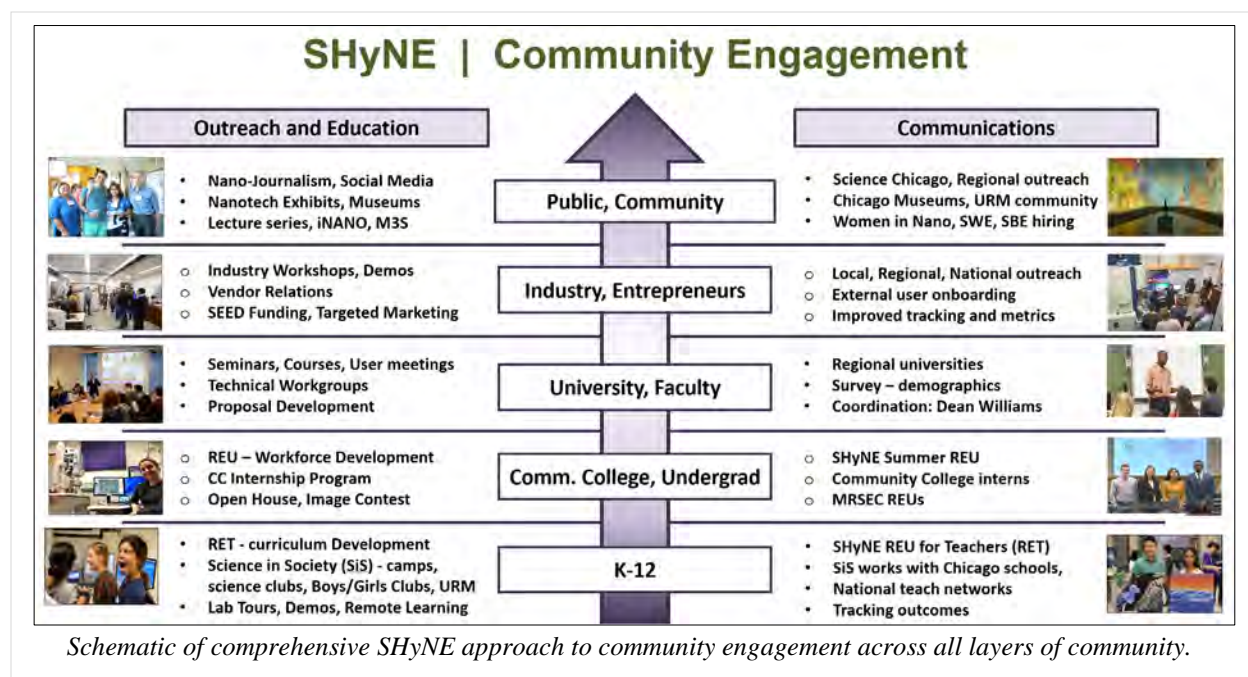 SHyNE | Community Engagement
Outreach and Education
Communications
• Nano-Journalism, Social Media
• Nanotech Exhibits, Museums
• Lecture series, iNANO, M3S
Public, Community
• Science Chicago, Regional outreach
• Chicago Museums, URM community
• Women in Nano, SWE, SBE hiring
o Industry Workshops, Demos
o Vendor Relations
o SEED Funding, Targeted Marketing
Industry, Entrepreneurs
o Local, Regional, National outreach
o External user onboarding
o Improved tracking and metrics
• Seminars, Courses, User meetings
• Technical Workgroups
• Proposal Development
University, Faculty
• Regional universities
• Survey – demographics
• Coordination: Dean Williams
o REU – Workforce Development
o CC Internship Program
o Open House, Image Contest
Comm. College, Undergrad
o SHyNE Summer REU
o Community College interns
o MRSEC REUs
• RET - curriculum Development
• Science in Society (SiS) - camps,
science clubs, Boys/Girls Clubs, URM
• Lab Tours, Demos, Remote Learning
K-12
• SHyNE REU for Teachers (RET)
• SiS works with Chicago schools,
• National teach networks
• Tracking outcomes
Schematic of comprehensive SHyNE approach to community engagement across all layers of community.